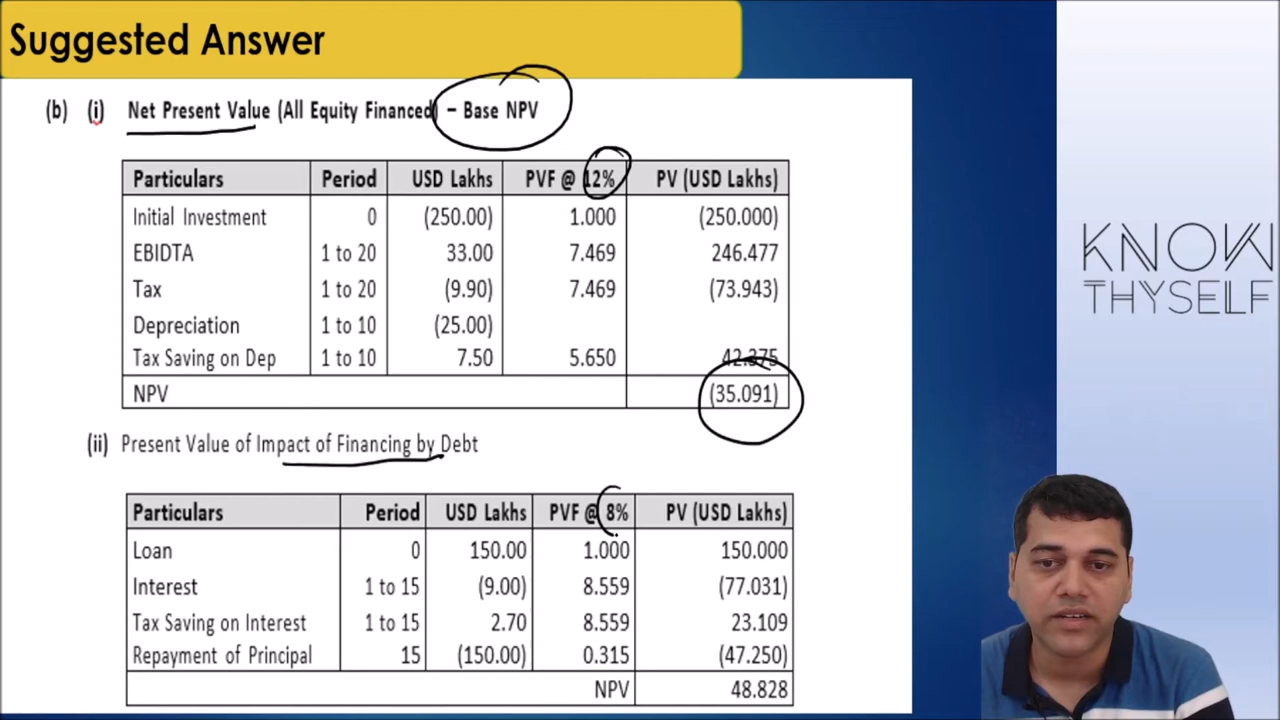 Suggested Answer
(b) (i) Net Present Value (All Equity Financed) – Base NPV
Particulars Period USD Lakhs PVF @ 12% PV (USD Lakhs)
Initial Investment 0 (250.00) 1.000 (250.000)
EBIDTA 1 to 20 33.00 7.469 246.477
Tax 1 to 20 (9.90) 7.469 (73.943)
Depreciation 1 to 10 (25.00)
Tax Saving on Dep 1 to 10 7.50 5.650 42.375
NPV (35.091)
(ii) Present Value of Impact of Financing by Debt
Particulars Period USD Lakhs PVF @ 8% PV (USD Lakhs)
Loan 0 150.00 1.000 150.000
Interest 1 to 15 (9.00) 8.559 (77.031)
Tax Saving on Interest 1 to 15 2.70 8.559 23.109
Repayment of Principal 15 (150.00) 0.315 (47.250)
NPV 48.828
KNOW
THYSELF